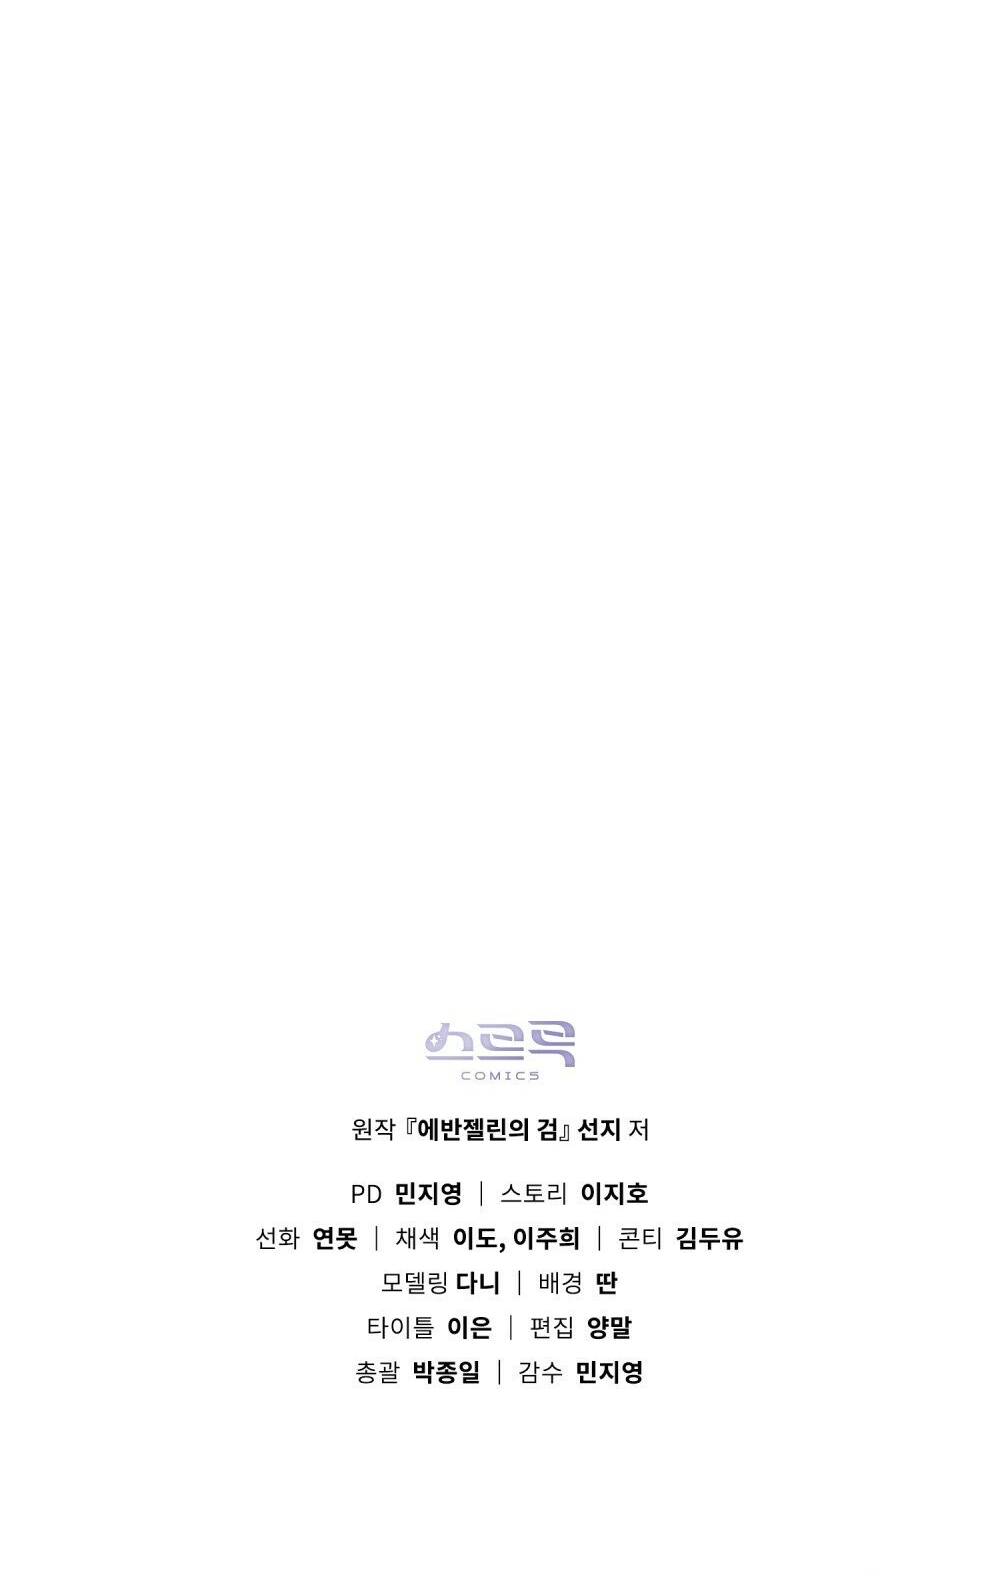 스르륵
COMICS
원작 『에반젤린의 검』 선지 저
PD 민지영 | 스토리 이지호
선화 연못 | 채색 이도, 이주희 | 콘티 김두유
모델링 다니 | 배경 딴
타이틀 이은 | 편집 양말
총괄 박종일 | 감수 민지영